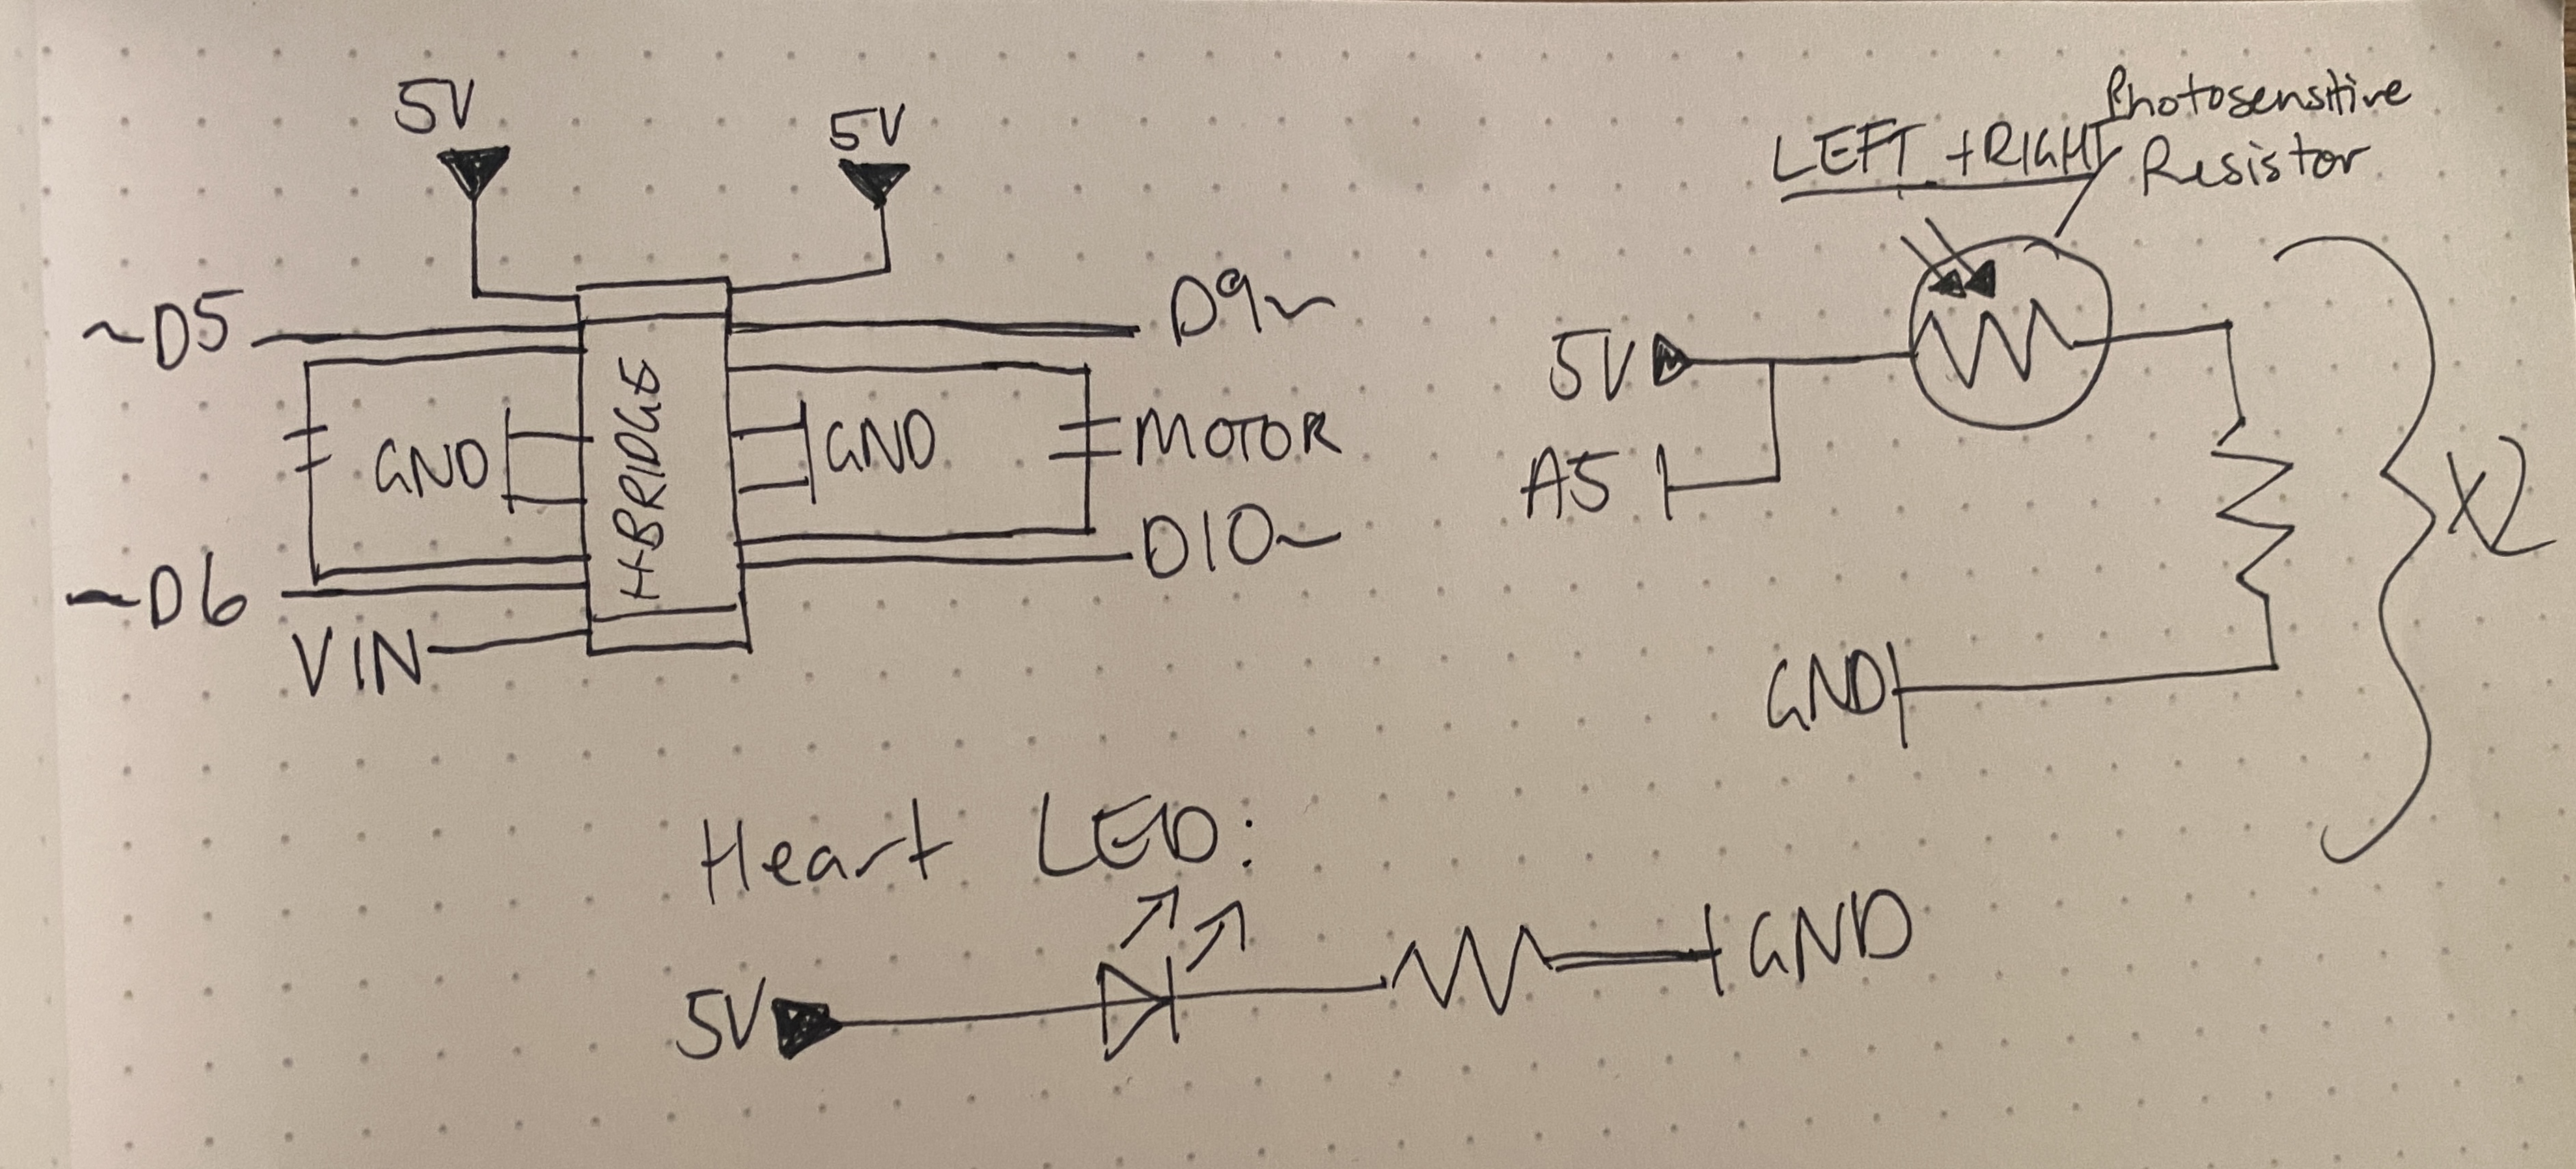 5V
5V
~D5
D9~
GND
H-BRIDGE
GND
MOTOR
~D6
D10~
VIN
LEFT + RIGHT
Photosensitive
Resistor
5V
A5
GND
X2
Heart LED:
5V
GND